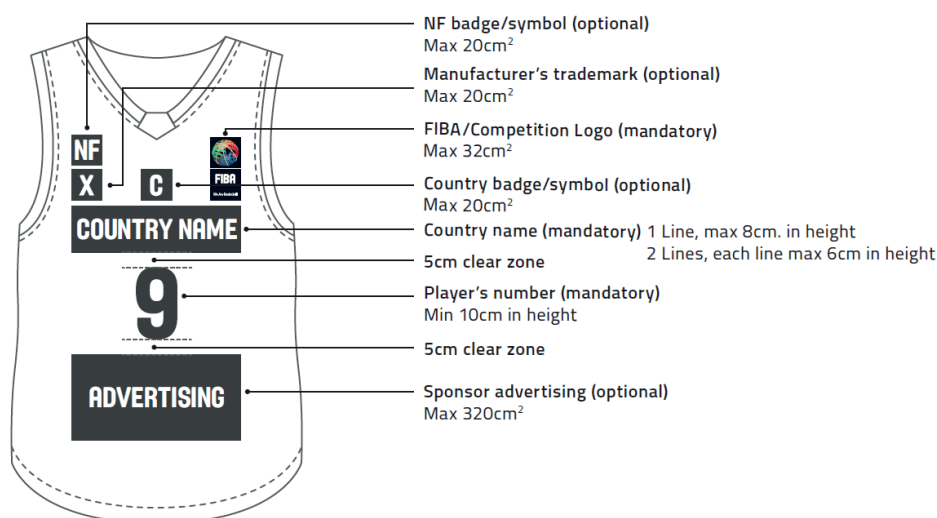 NF badge/symbol (optional)
Max 20cm²
Manufacturer's trademark (optional)
Max 20cm²
FIBA/Competition Logo (mandatory)
Max 32cm²
Country badge/symbol (optional)
Max 20cm²
Country name (mandatory) 1 Line, max 8cm. in height
2 Lines, each line max 6cm in height
5cm clear zone
Player's number (mandatory)
Min 10cm in height
5cm clear zone
Sponsor advertising (optional)
Max 320cm²
NF
X
C
FIBA
We Are Basketball
COUNTRY NAME
9
ADVERTISING